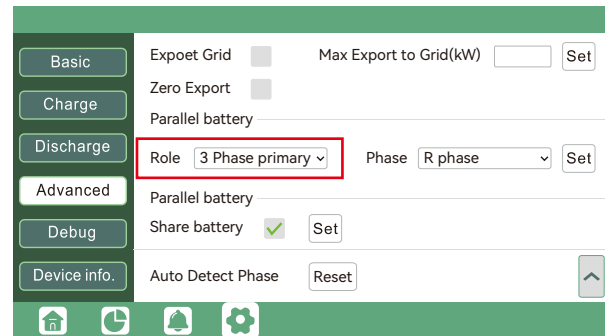 Basic
Charge
Discharge
Advanced
Debug
Device info.
Expoet Grid Max Export to Grid(kW) Set
Zero Export
Parallel battery
Role 3 Phase primary Phase R phase Set
Parallel battery
Share battery Set
Auto Detect Phase Reset